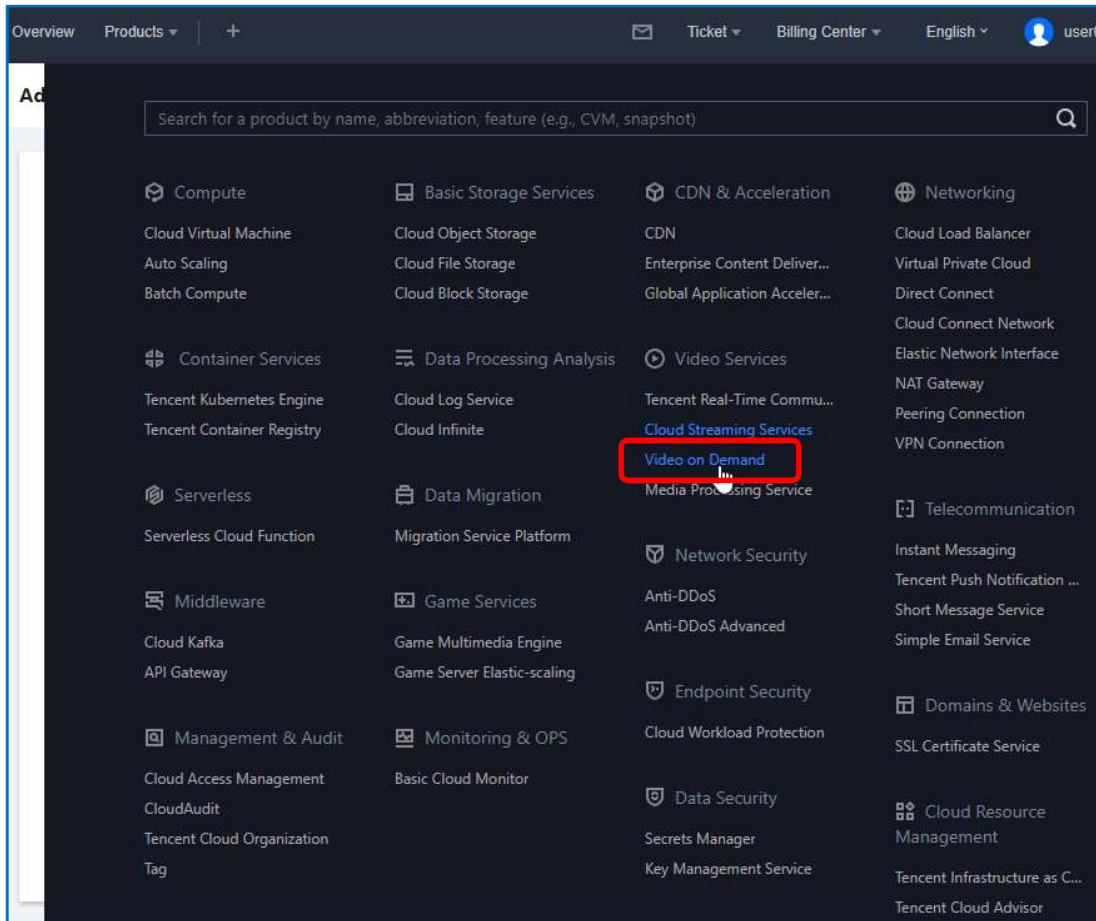 Overview Products + Ticket Billing Center English user
Ad
Search for a product by name, abbreviation, feature (e.g., CVM, snapshot)
Compute
Cloud Virtual Machine
Auto Scaling
Batch Compute
Container Services
Tencent Kubernetes Engine
Tencent Container Registry
Serverless
Serverless Cloud Function
Middleware
Cloud Kafka
API Gateway
Management & Audit
Cloud Access Management
CloudAudit
Tencent Cloud Organization
Tag
Basic Storage Services
Cloud Object Storage
Cloud File Storage
Cloud Block Storage
Data Processing Analysis
Cloud Log Service
Cloud Infinite
Data Migration
Migration Service Platform
Game Services
Game Multimedia Engine
Game Server Elastic-scaling
Monitoring & OPS
Basic Cloud Monitor
CDN & Acceleration
CDN
Enterprise Content Deliver...
Global Application Acceler...
Video Services
Tencent Real-Time Commu...
Cloud Streaming Services
Video on Demand
Media Processing Service
Network Security
Anti-DDoS
Anti-DDoS Advanced
Endpoint Security
Cloud Workload Protection
Data Security
Secrets Manager
Key Management Service
Networking
Cloud Load Balancer
Virtual Private Cloud
Direct Connect
Cloud Connect Network
Elastic Network Interface
NAT Gateway
Peering Connection
VPN Connection
Telecommunication
Instant Messaging
Tencent Push Notification ...
Short Message Service
Simple Email Service
Domains & Websites
SSL Certificate Service
Cloud Resource
Management
Tencent Infrastructure as C...
Tencent Cloud Advisor